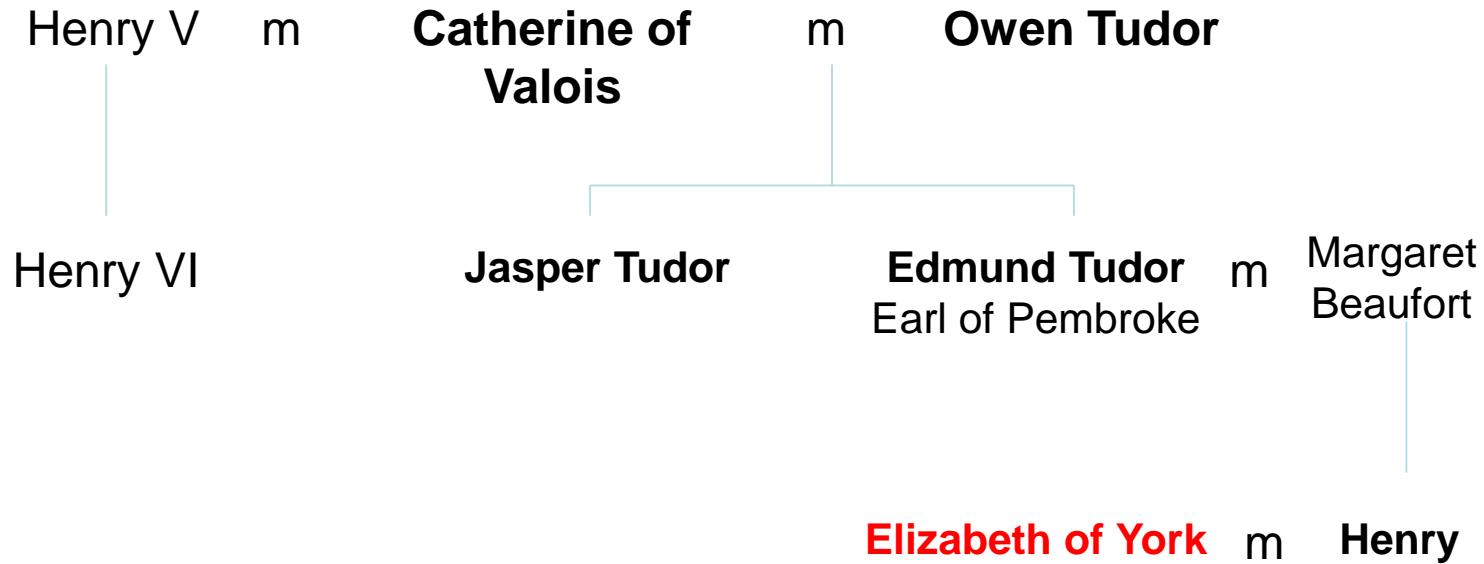 Henry V m Catherine of Valois m Owen Tudor
Henry VI Jasper Tudor Edmund Tudor Earl of Pembroke m Margaret Beaufort
Elizabeth of York m Henry